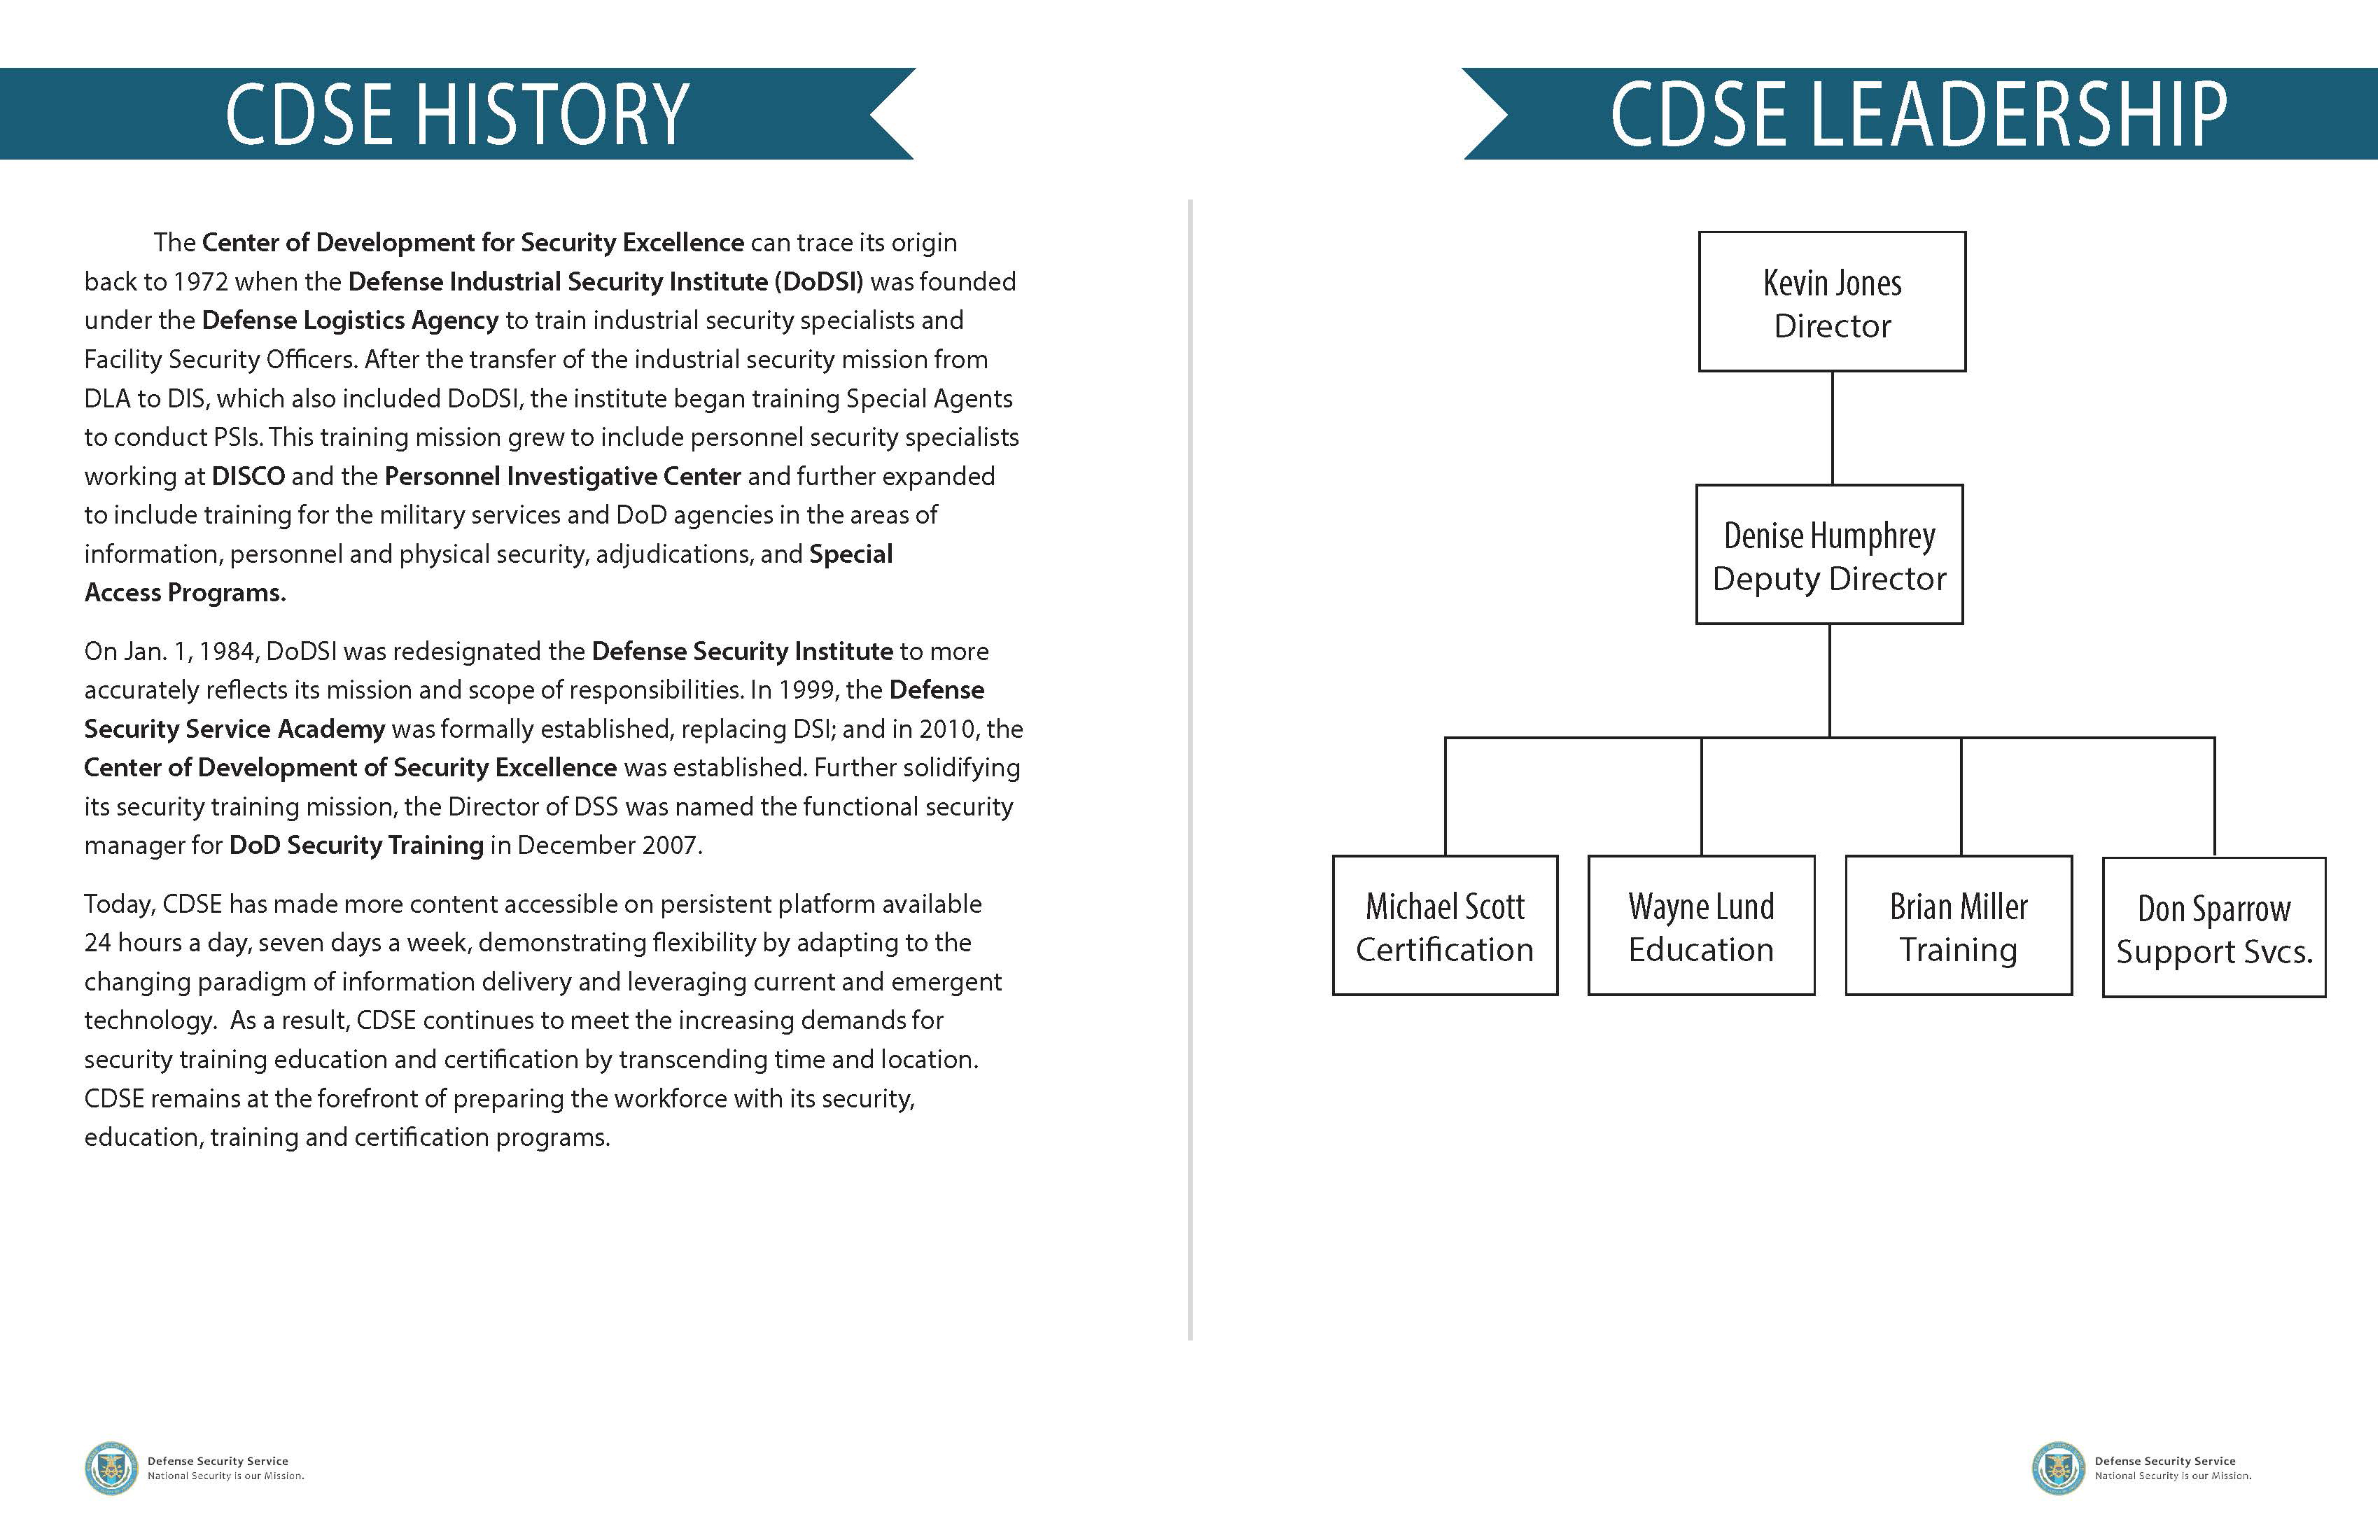 CDSE HISTORY
The Center of Development for Security Excellence can trace its origin
back to 1972 when the Defense Industrial Security Institute (DoDSI) was founded
under the Defense Logistics Agency to train industrial security specialists and
Facility Security Officers. After the transfer of the industrial security mission from
DLA to DIS, which also included DoDSI, the institute began training Special Agents
to conduct PSIs. This training mission grew to include personnel security specialists
working at DISCO and the Personnel Investigative Center and further expanded
to include training for the military services and DoD agencies in the areas of
information, personnel and physical security, adjudications, and Special
Access Programs.
On Jan. 1, 1984, DoDSI was redesignated the Defense Security Institute to more
accurately reflects its mission and scope of responsibilities. In 1999, the Defense
Security Service Academy was formally established, replacing DSI; and in 2010, the
Center of Development of Security Excellence was established. Further solidifying
its security training mission, the Director of DSS was named the functional security
manager for DoD Security Training in December 2007.
Today, CDSE has made more content accessible on persistent platform available
24 hours a day, seven days a week, demonstrating flexibility by adapting to the
changing paradigm of information delivery and leveraging current and emergent
technology.  As a result, CDSE continues to meet the increasing demands for
security training education and certification by transcending time and location.
CDSE remains at the forefront of preparing the workforce with its security,
education, training and certification programs.
Defense Security Service
National Security is our Mission.
CDSE LEADERSHIP
Kevin Jones
Director
Denise Humphrey
Deputy Director
Michael Scott
Certification
Wayne Lund
Education
Brian Miller
Training
Don Sparrow
Support Svcs.
Defense Security Service
National Security is our Mission.